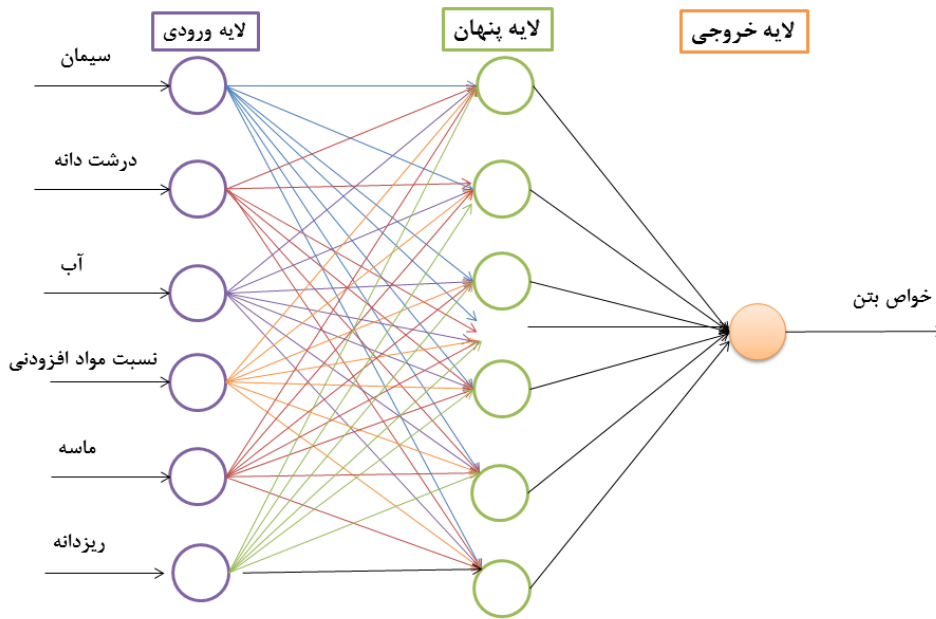 لایه ورودی
لایه پنهان
لایه خروجی
سیمان
درشت دانه
آب
نسبت مواد افزودنی
ماسه
ریزدانه
خواص بتن